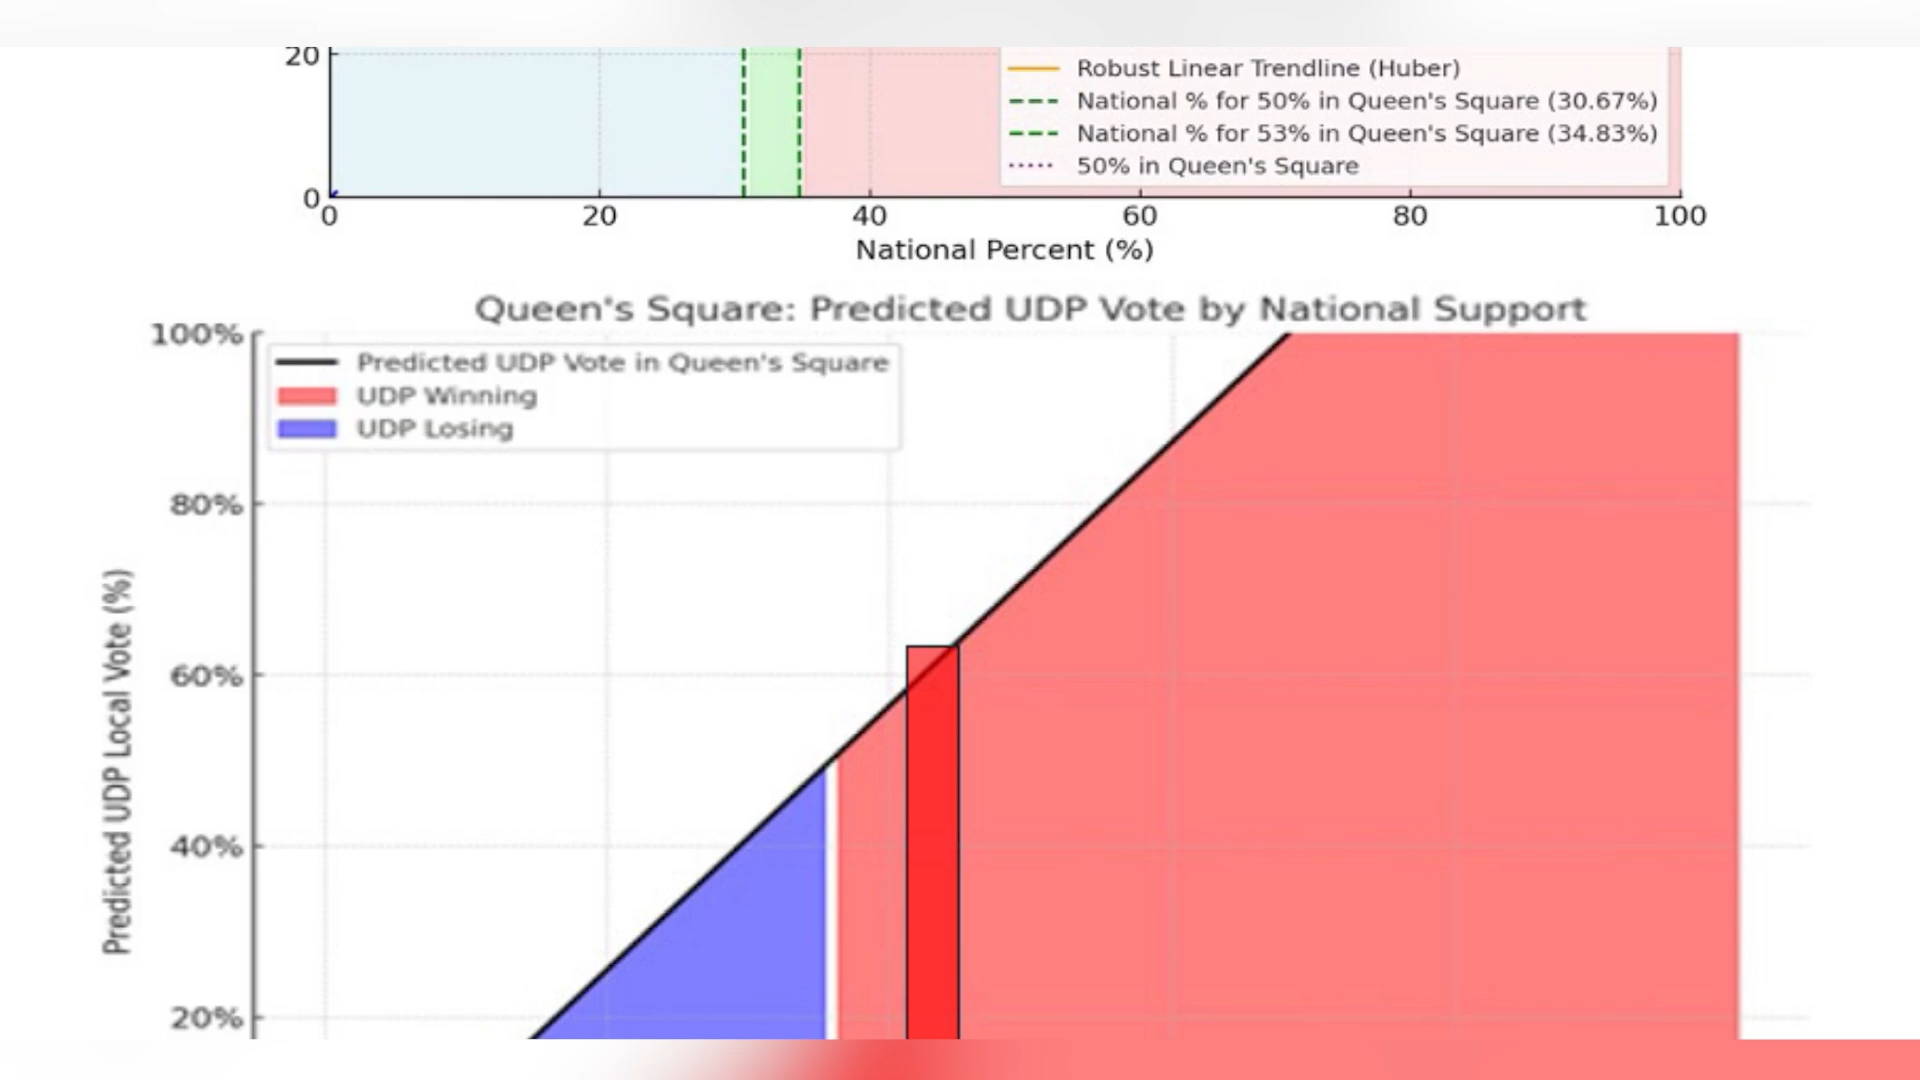 20
Robust Linear Trendline (Huber)
National % for 50% in Queen's Square (30.67%)
National % for 53% in Queen's Square (34.83%)
50% in Queen's Square
0
0 20 40 60 80 100
National Percent (%)
Queen's Square: Predicted UDP Vote by National Support
100%
Predicted UDP Vote in Queen's Square
UDP Winning
UDP Losing
80%
60%
40%
20%
Predicted UDP Local Vote (%)